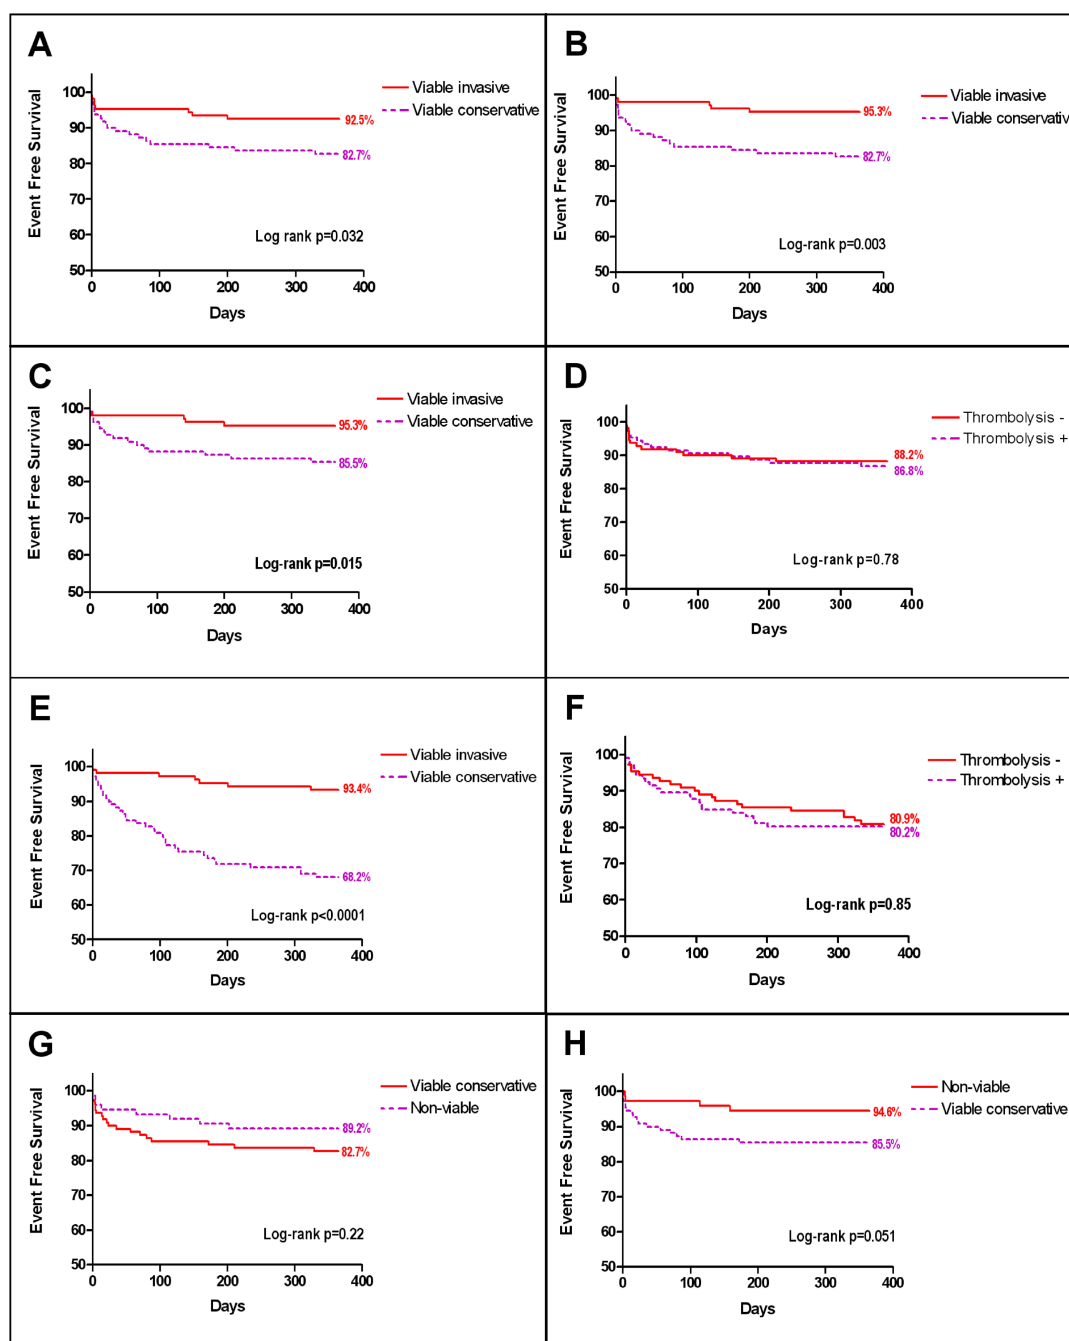 A
Viable invasive
Viable conservative
100
90
80
70
60
50
92.5%
82.7%
Log rank p=0.032
0
100
200
300
400
Days
Event Free Survival
B
Viable invasive
Viable conservative
100
90
80
70
60
50
95.3%
82.7%
Log-rank p=0.003
0
100
200
300
400
Days
Event Free Survival
C
Viable invasive
Viable conservative
100
90
80
70
60
50
95.3%
85.5%
Log-rank p=0.015
0
100
200
300
400
Days
Event Free Survival
D
Thrombolysis -
Thrombolysis +
100
90
80
70
60
50
88.2%
86.8%
Log-rank p=0.78
0
100
200
300
400
Days
Event Free Survival
E
Viable invasive
Viable conservative
100
90
80
70
60
50
93.4%
68.2%
Log-rank p<0.0001
0
100
200
300
400
Days
Event Free Survival
F
Thrombolysis -
Thrombolysis +
100
90
80
70
60
50
80.9%
80.2%
Log-rank p=0.85
0
100
200
300
400
Days
Event Free Survival
G
Viable conservative
Non-viable
100
90
80
70
60
50
89.2%
82.7%
Log-rank p=0.22
0
100
200
300
400
Days
Event Free Survival
H
Non-viable
Viable conservative
100
90
80
70
60
50
94.6%
85.5%
Log-rank p=0.051
0
100
200
300
400
Days
Event Free Survival